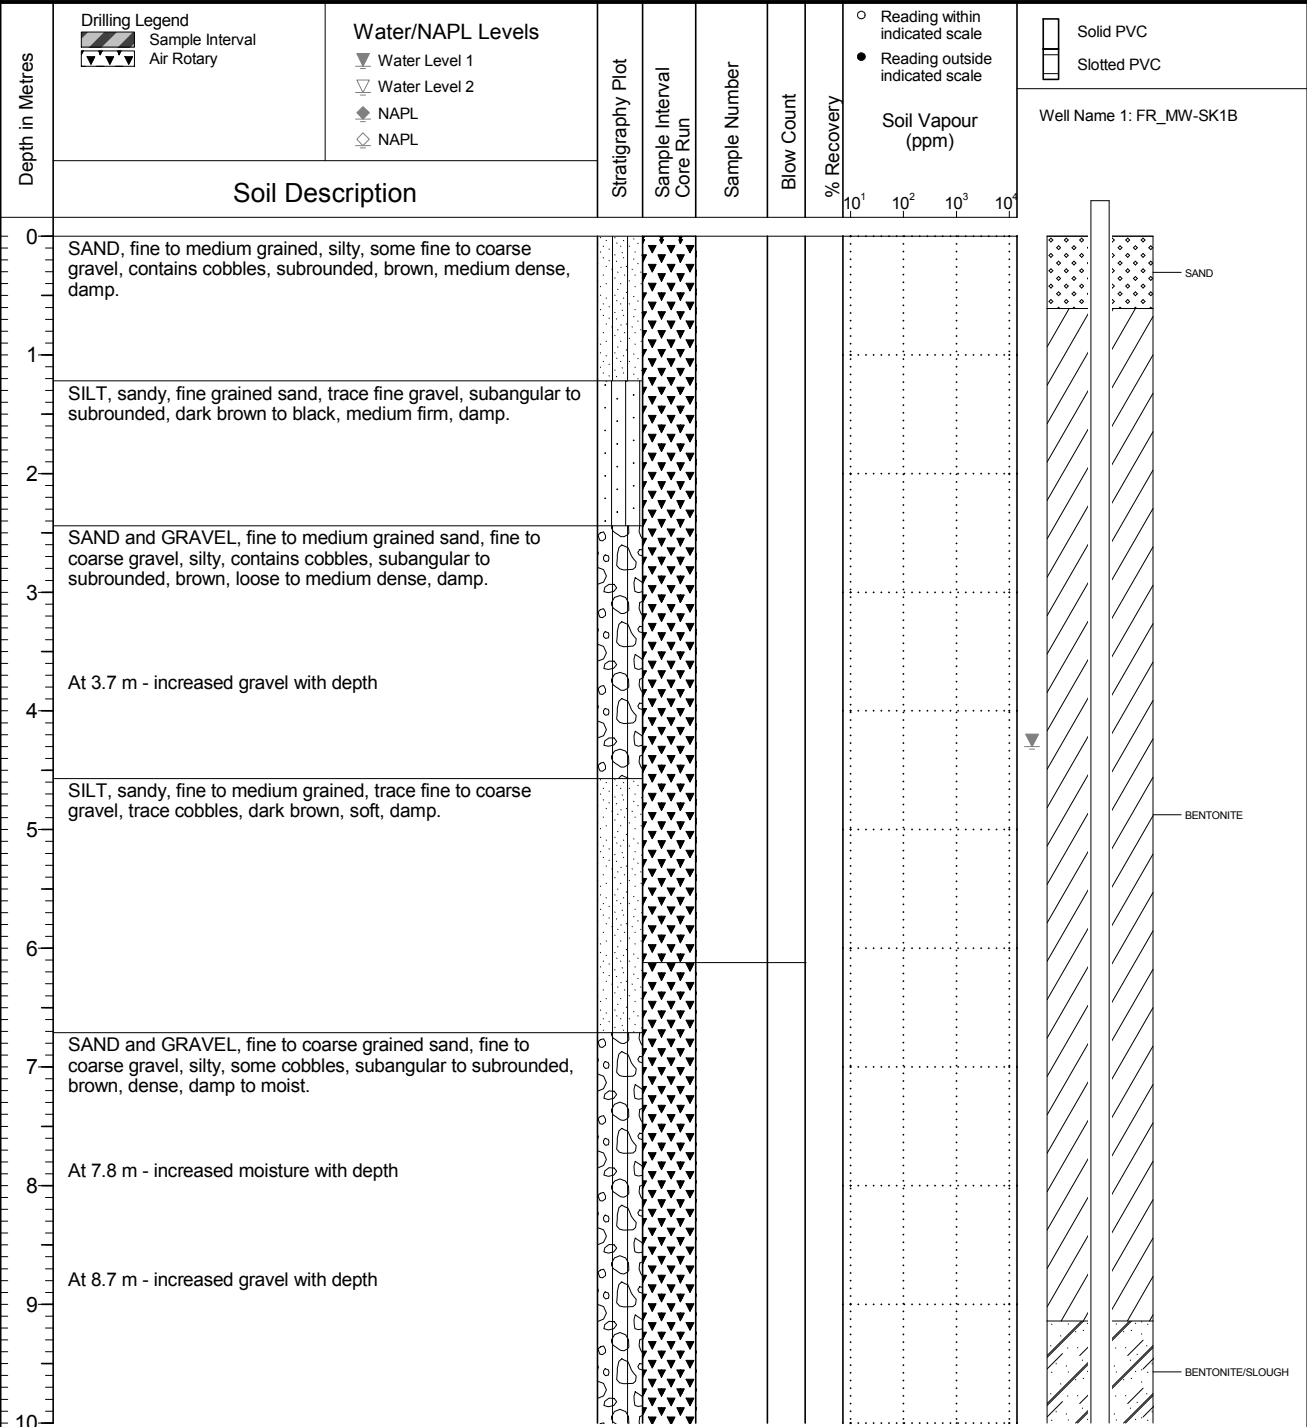 Depth in Metres
Drilling Legend
Sample Interval
Air Rotary
Water/NAPL Levels
Water Level 1
Water Level 2
NAPL
NAPL
Soil Description
Stratigraphy Plot
Sample Interval
Core Run
Sample Number
Blow Count
% Recovery
Reading within
indicated scale
Reading outside
indicated scale
Soil Vapour
(ppm)
10¹ 10² 10³ 10⁴
Solid PVC
Slotted PVC
Well Name 1: FR_MW-SK1B
0
SAND, fine to medium grained, silty, some fine to coarse
gravel, contains cobbles, subrounded, brown, medium dense,
damp.
SAND
1
SILT, sandy, fine grained sand, trace fine gravel, subangular to
subrounded, dark brown to black, medium firm, damp.
2
SAND and GRAVEL, fine to medium grained sand, fine to
coarse gravel, silty, contains cobbles, subangular to
subrounded, brown, loose to medium dense, damp.
3
At 3.7 m - increased gravel with depth
4
SILT, sandy, fine to medium grained, trace fine to coarse
gravel, trace cobbles, dark brown, soft, damp.
5
BENTONITE
6
SAND and GRAVEL, fine to coarse grained sand, fine to
coarse gravel, silty, some cobbles, subangular to subrounded,
brown, dense, damp to moist.
7
At 7.8 m - increased moisture with depth
8
At 8.7 m - increased gravel with depth
9
BENTONITE/SLOUGH
10